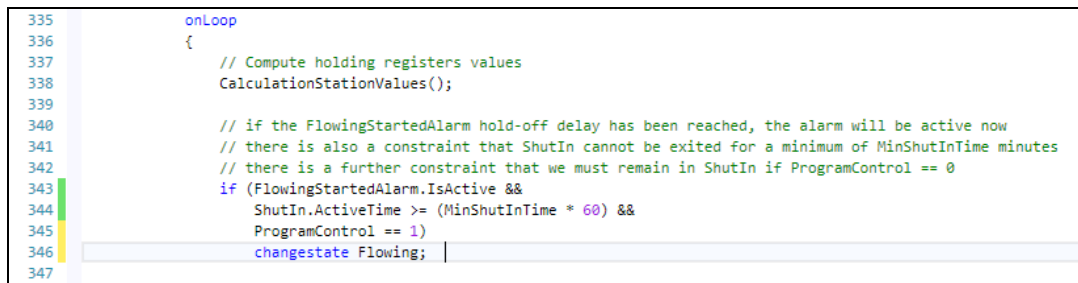 335 onLoop
336 {
337 // Compute holding registers values
338 CalculationStationValues();
339
340 // if the FlowingStartedAlarm hold-off delay has been reached, the alarm will be active now
341 // there is also a constraint that ShutIn cannot be exited for a minimum of MinShutInTime minutes
342 // there is a further constraint that we must remain in ShutIn if ProgramControl == 0
343 if (FlowingStartedAlarm.IsActive &&
344 ShutIn.ActiveTime >= (MinShutInTime * 60) &&
345 ProgramControl == 1)
346 changestate Flowing;
347